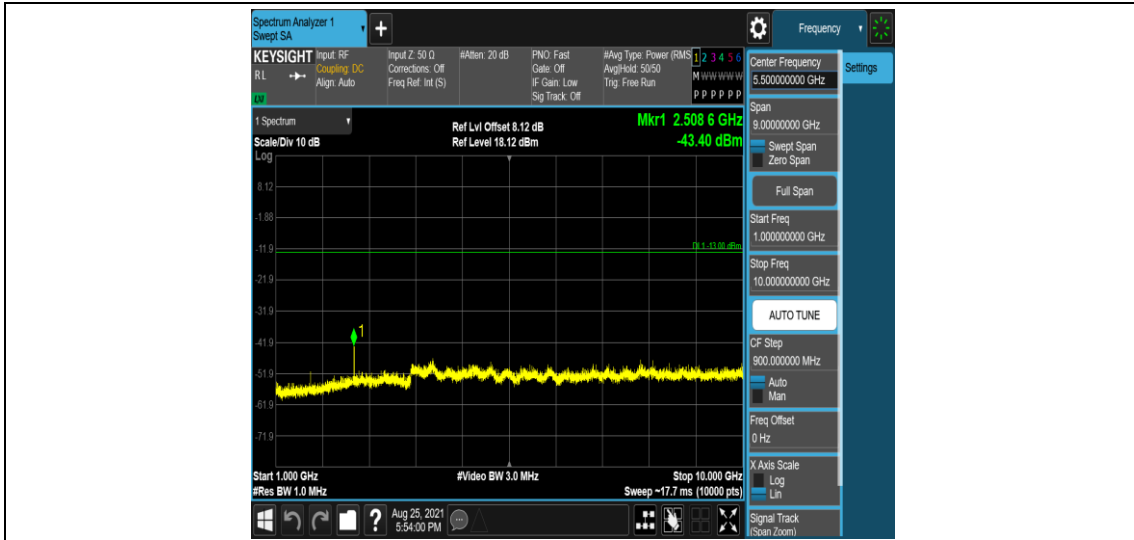 Spectrum Analyzer 1
Swept SA
+
Frequency
KEYSIGHT
RL
Input: RF
Coupling: DC
Align: Auto
Input Z: 50 Ω
Corrections: Off
Freq Ref: Int (S)
#Atten: 20 dB
PNO: Fast
Gate: Off
IF Gain: Low
Sig Track: Off
#Avg Type: Power (RMS
Avg|Hold: 50/50
Trig: Free Run
1 2 3 4 5 6
M W W W W W
P P P P P P
1 Spectrum
Scale/Div 10 dB
Log
Ref Lvl Offset 8.12 dB
Ref Level 18.12 dBm
Mkr1 2.508 6 GHz
-43.40 dBm
8.12
-1.88
-11.9
DL1 -13.00 dBm
-21.9
-31.9
1
-41.9
-51.9
-61.9
-71.9
Start 1.000 GHz
#Res BW 1.0 MHz
#Video BW 3.0 MHz
Stop 10.000 GHz
Sweep ~17.7 ms (10000 pts)
Center Frequency
5.500000000 GHz
Settings
Span
9.00000000 GHz
Swept Span
Zero Span
Full Span
Start Freq
1.000000000 GHz
Stop Freq
10.000000000 GHz
AUTO TUNE
CF Step
900.000000 MHz
Auto
Man
Freq Offset
0 Hz
X Axis Scale
Log
Lin
Signal Track
(Span Zoom)
?
Aug 25, 2021
5:54:00 PM